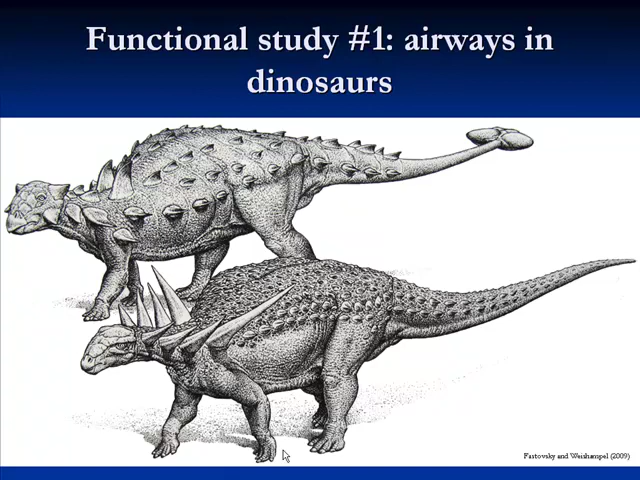 Functional study #1: airways in
dinosaurs
Fastovsky and Weishampel (2009)